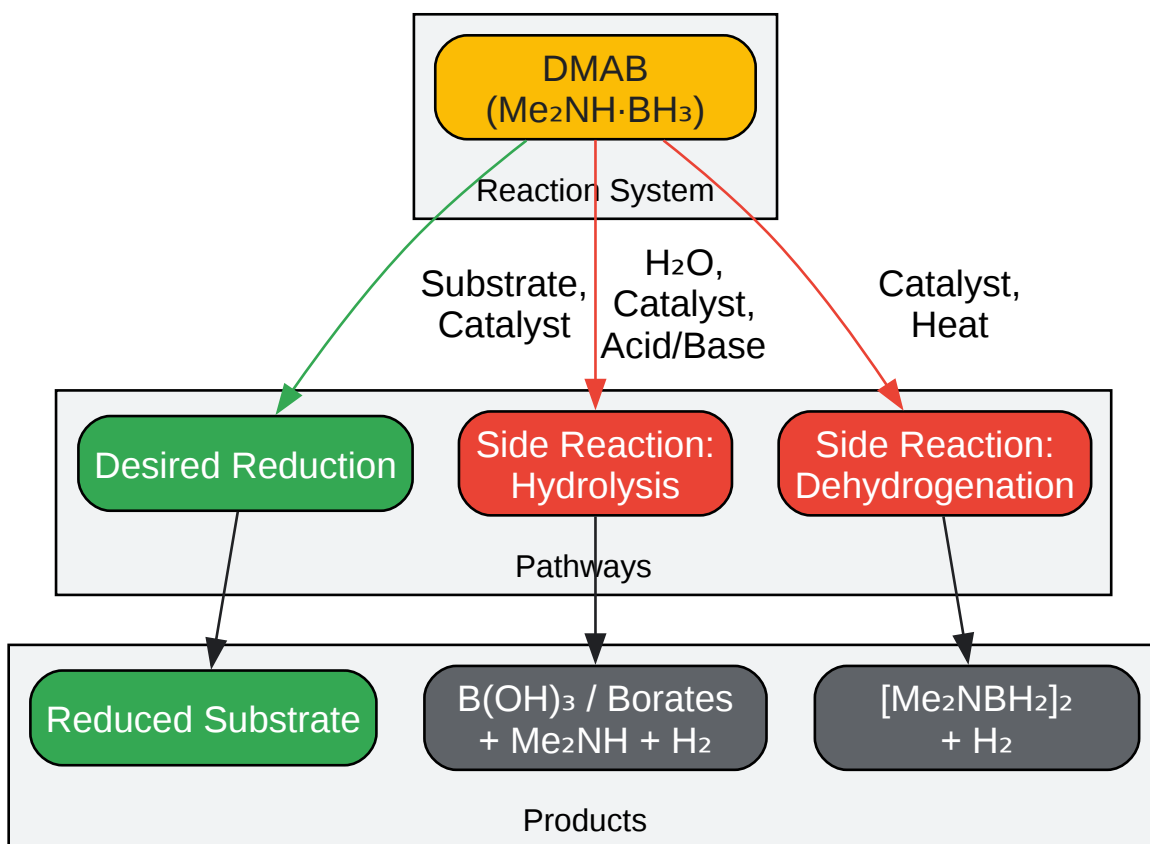 DMAB
(Me₂NH·BH₃)
Reaction System
Substrate,
Catalyst
H₂O,
Catalyst,
Acid/Base
Catalyst,
Heat
Desired Reduction
Side Reaction:
Hydrolysis
Side Reaction:
Dehydrogenation
Pathways
Reduced Substrate
B(OH)₃ / Borates
+ Me₂NH + H₂
[Me₂NBH₂]₂
+ H₂
Products